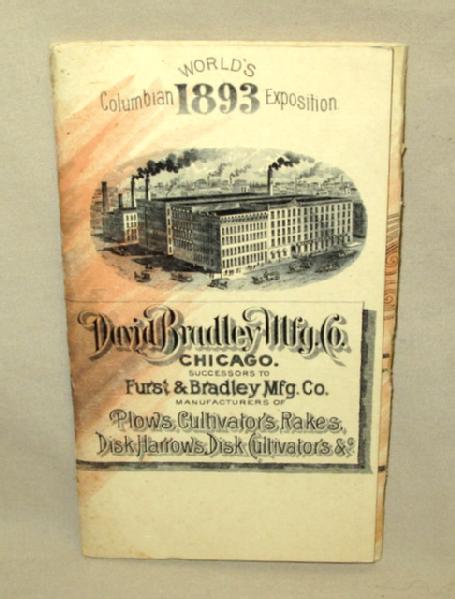 WORLD'S
Columbian 1893 Exposition
David Bradley Mfg. Co.
CHICAGO.
SUCCESSORS TO
Furst & Bradley Mfg. Co.
MANUFACTURERS OF
Plows, Cultivators, Rakes,
Disk Harrows, Disk Cultivators &c